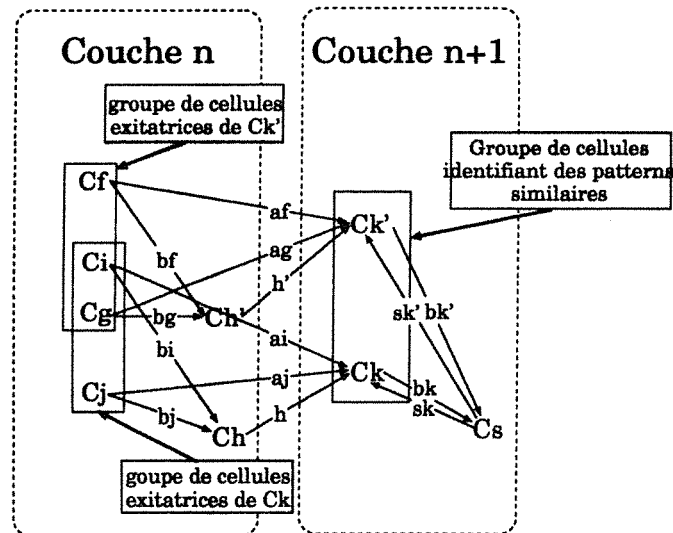 Couche n
Couche n+1
groupe de cellules
exitatrices de Ck'
Groupe de cellules
identifiant des patterns
similaires
Cf
af
Ck'
ag
bf
Ci
h'
Cg
bg
Ch'
sk'
bk'
ai
bi
aj
Ck
Cj
bk
bj
h
sk
Ch
Cs
goupe de cellules
exitatrices de Ck